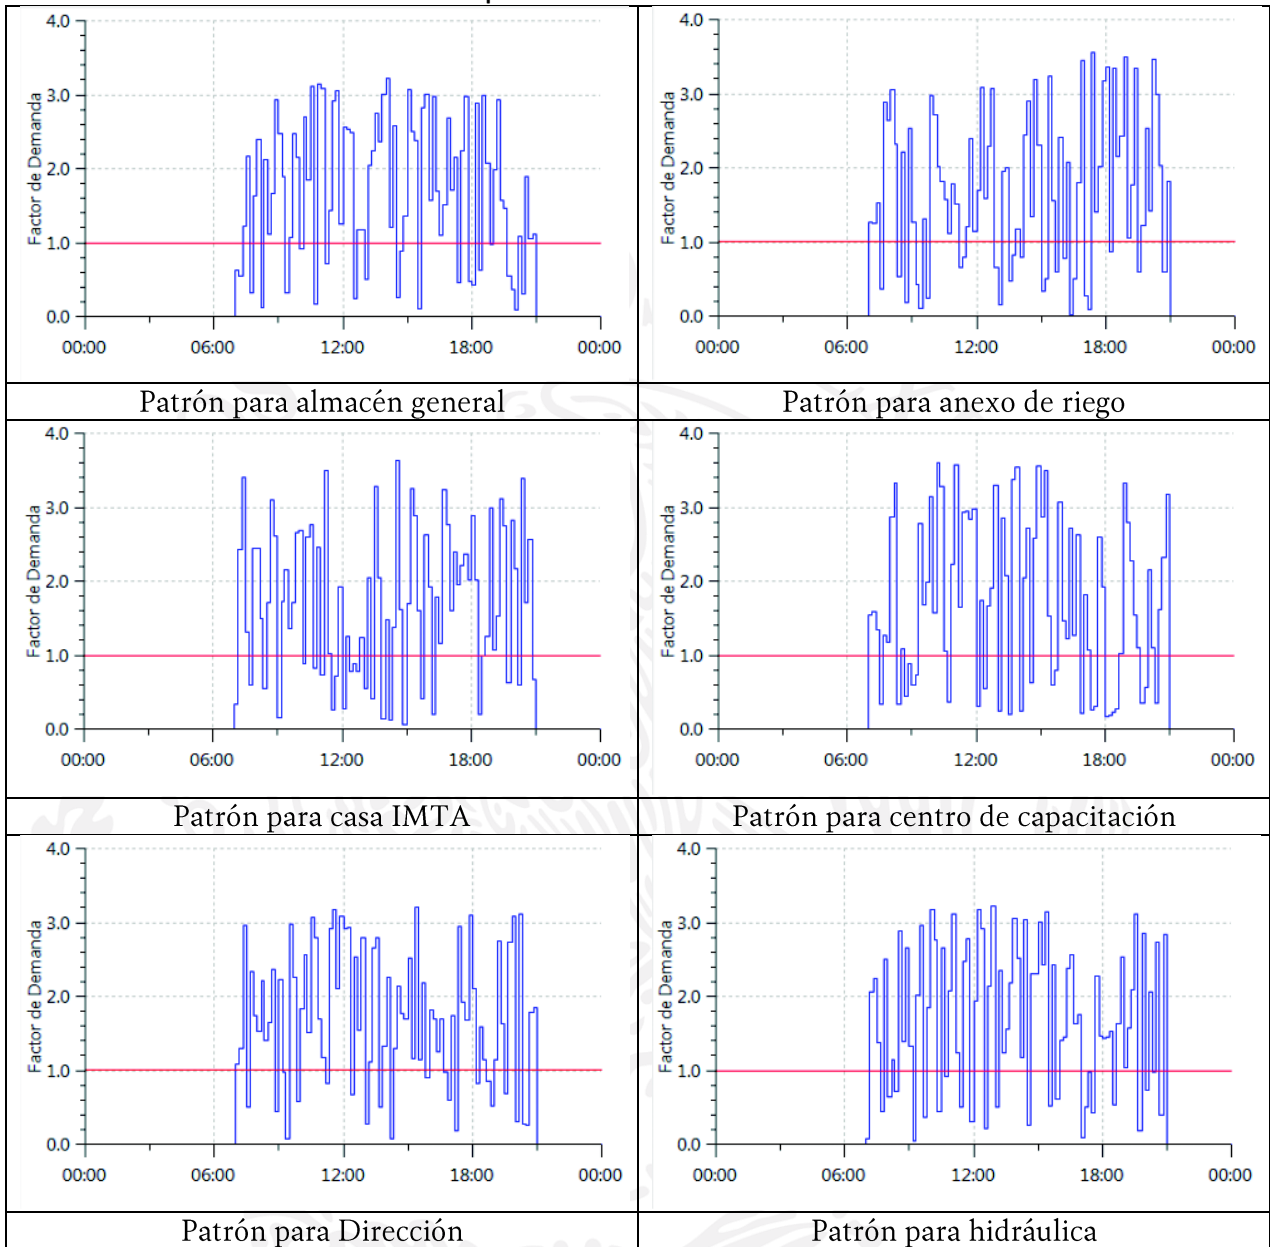 4.0
3.0
2.0
1.0
0.0
Factor de Demanda
00:00 06:00 12:00 18:00 00:00
4.0
3.0
2.0
1.0
0.0
Factor de Demanda
00:00 06:00 12:00 18:00 00:00
Patrón para almacén general
Patrón para anexo de riego
4.0
3.0
2.0
1.0
0.0
Factor de Demanda
00:00 06:00 12:00 18:00 00:00
4.0
3.0
2.0
1.0
0.0
Factor de Demanda
00:00 06:00 12:00 18:00 00:00
Patrón para casa IMTA
Patrón para centro de capacitación
4.0
3.0
2.0
1.0
0.0
Factor de Demanda
00:00 06:00 12:00 18:00 00:00
4.0
3.0
2.0
1.0
0.0
Factor de Demanda
00:00 06:00 12:00 18:00 00:00
Patrón para Dirección
Patrón para hidráulica